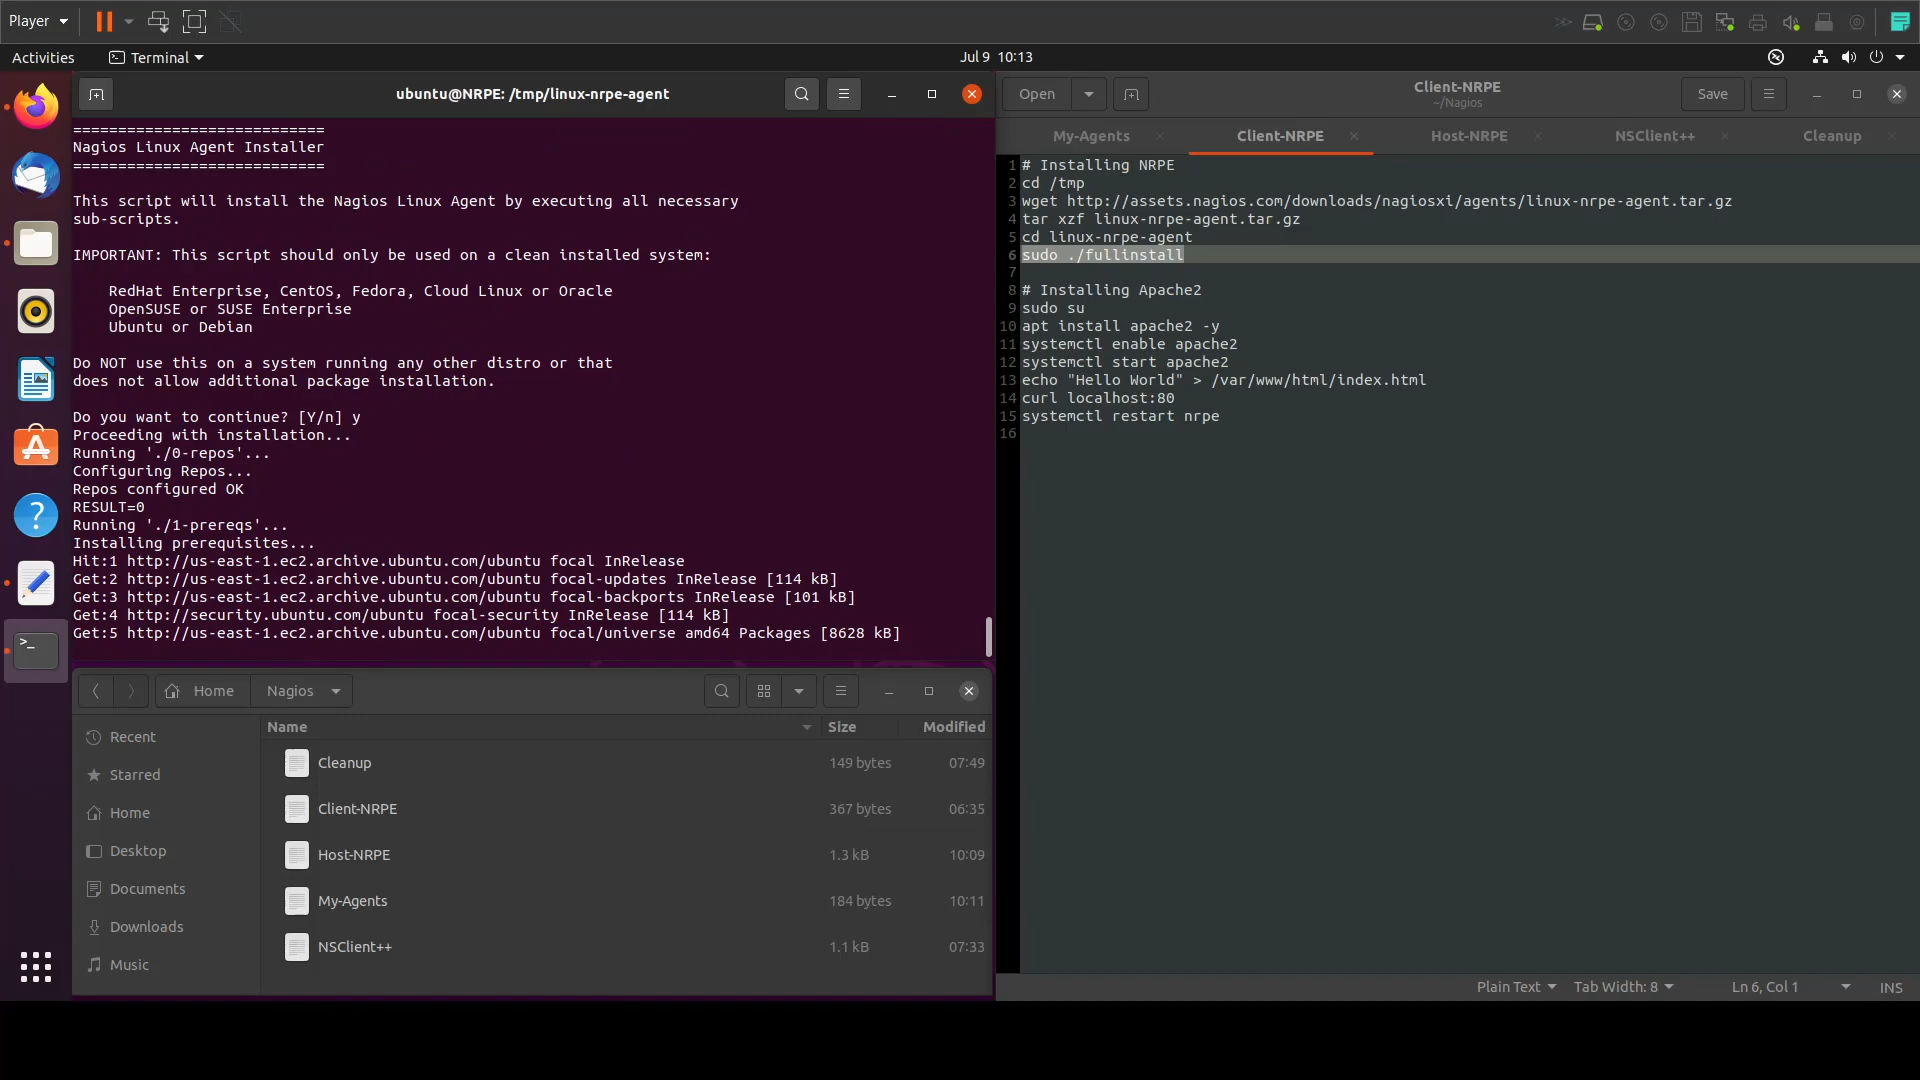 Player
Activities
Terminal
Jul 9 10:13
ubuntu@NRPE: /tmp/linux-nrpe-agent
===========================
Nagios Linux Agent Installer
===========================
This script will install the Nagios Linux Agent by executing all necessary
sub-scripts.
IMPORTANT: This script should only be used on a clean installed system:
RedHat Enterprise, CentOS, Fedora, Cloud Linux or Oracle
OpenSUSE or SUSE Enterprise
Ubuntu or Debian
Do NOT use this on a system running any other distro or that
does not allow additional package installation.
Do you want to continue? [Y/n] y
Proceeding with installation...
Running './0-repos'...
Configuring Repos...
Repos configured OK
RESULT=0
Running './1-prereqs'...
Installing prerequisites...
Hit:1 http://us-east-1.ec2.archive.ubuntu.com/ubuntu focal InRelease
Get:2 http://us-east-1.ec2.archive.ubuntu.com/ubuntu focal-updates InRelease [114 kB]
Get:3 http://us-east-1.ec2.archive.ubuntu.com/ubuntu focal-backports InRelease [101 kB]
Get:4 http://security.ubuntu.com/ubuntu focal-security InRelease [114 kB]
Get:5 http://us-east-1.ec2.archive.ubuntu.com/ubuntu focal/universe amd64 Packages [8628 kB]
Home Nagios
Recent
Starred
Home
Desktop
Documents
Downloads
Music
Name Size Modified
Cleanup 149 bytes 07:49
Client-NRPE 367 bytes 06:35
Host-NRPE 1.3 kB 10:09
My-Agents 184 bytes 10:11
NSClient++ 1.1 kB 07:33
Open
Client-NRPE
~/Nagios
Save
My-Agents Client-NRPE Host-NRPE NSClient++ Cleanup
1 # Installing NRPE
2 cd /tmp
3 wget http://assets.nagios.com/downloads/nagiosxi/agents/linux-nrpe-agent.tar.gz
4 tar xzf linux-nrpe-agent.tar.gz
5 cd linux-nrpe-agent
6 sudo ./fullinstall
7
8 # Installing Apache2
9 sudo su
10 apt install apache2 -y
11 systemctl enable apache2
12 systemctl start apache2
13 echo "Hello World" > /var/www/html/index.html
14 curl localhost:80
15 systemctl restart nrpe
16
Plain Text Tab Width: 8 Ln 6, Col 1 INS